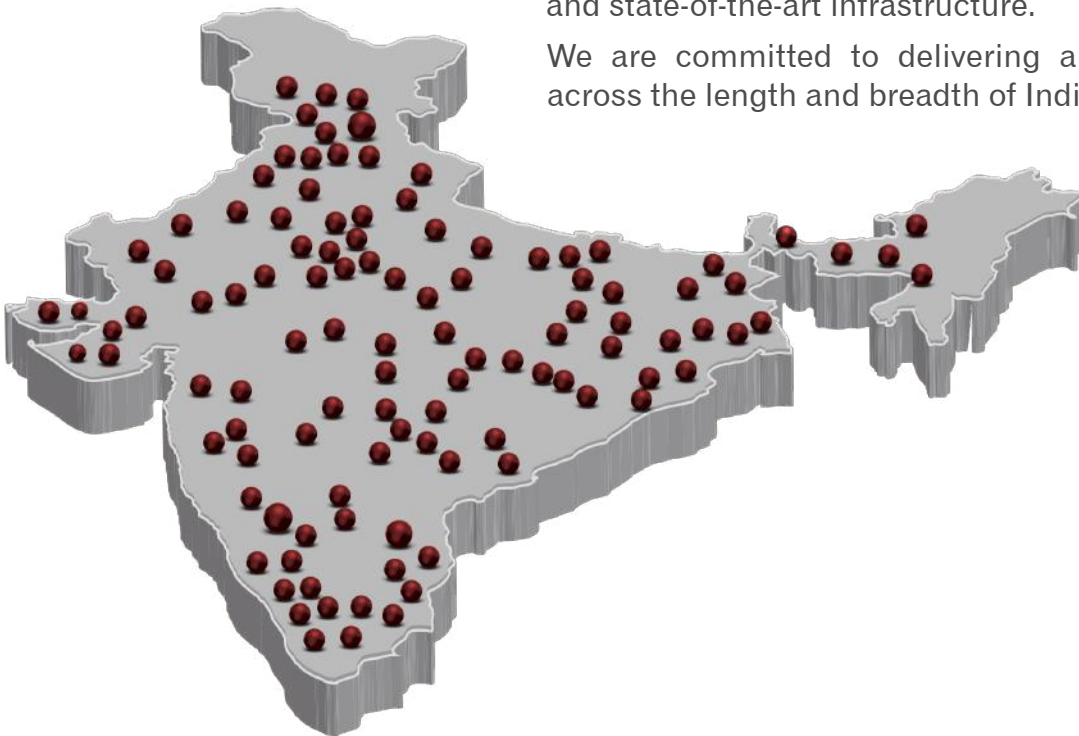 and state-of-the-art infrastructure.
We are committed to delivering a
across the length and breadth of Indi